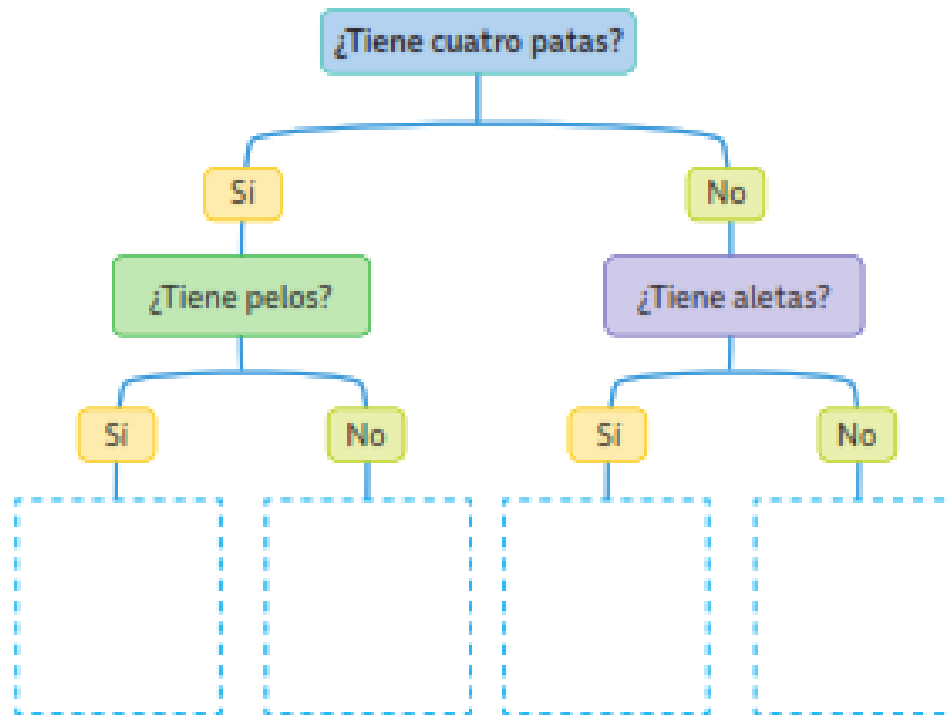 ¿Tiene cuatro patas?
Si
No
¿Tiene pelos?
¿Tiene aletas?
Si
No
Si
No